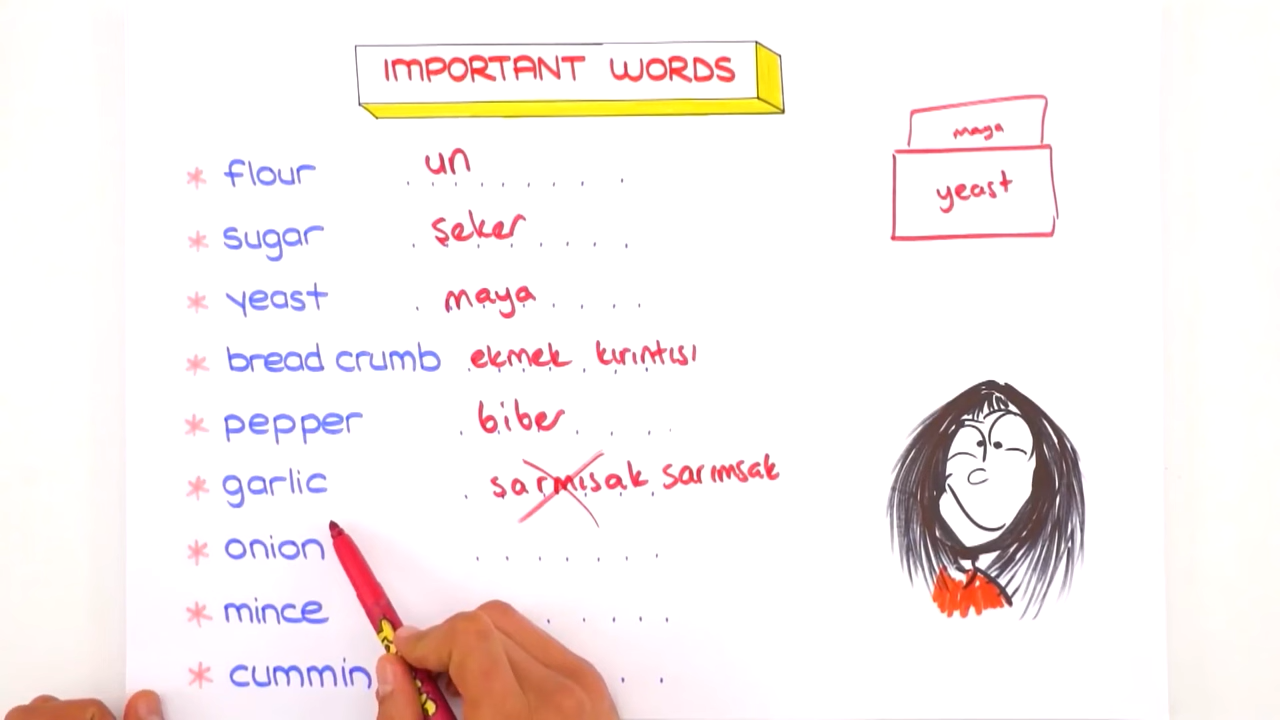 IMPORTANT WORDS
* flour un
* sugar şeker
* yeast maya
* bread crumb ekmek kırıntısı
* pepper biber
* garlic sarmısak sarımsak
* onion
* mince
* cummin
maya
yeast